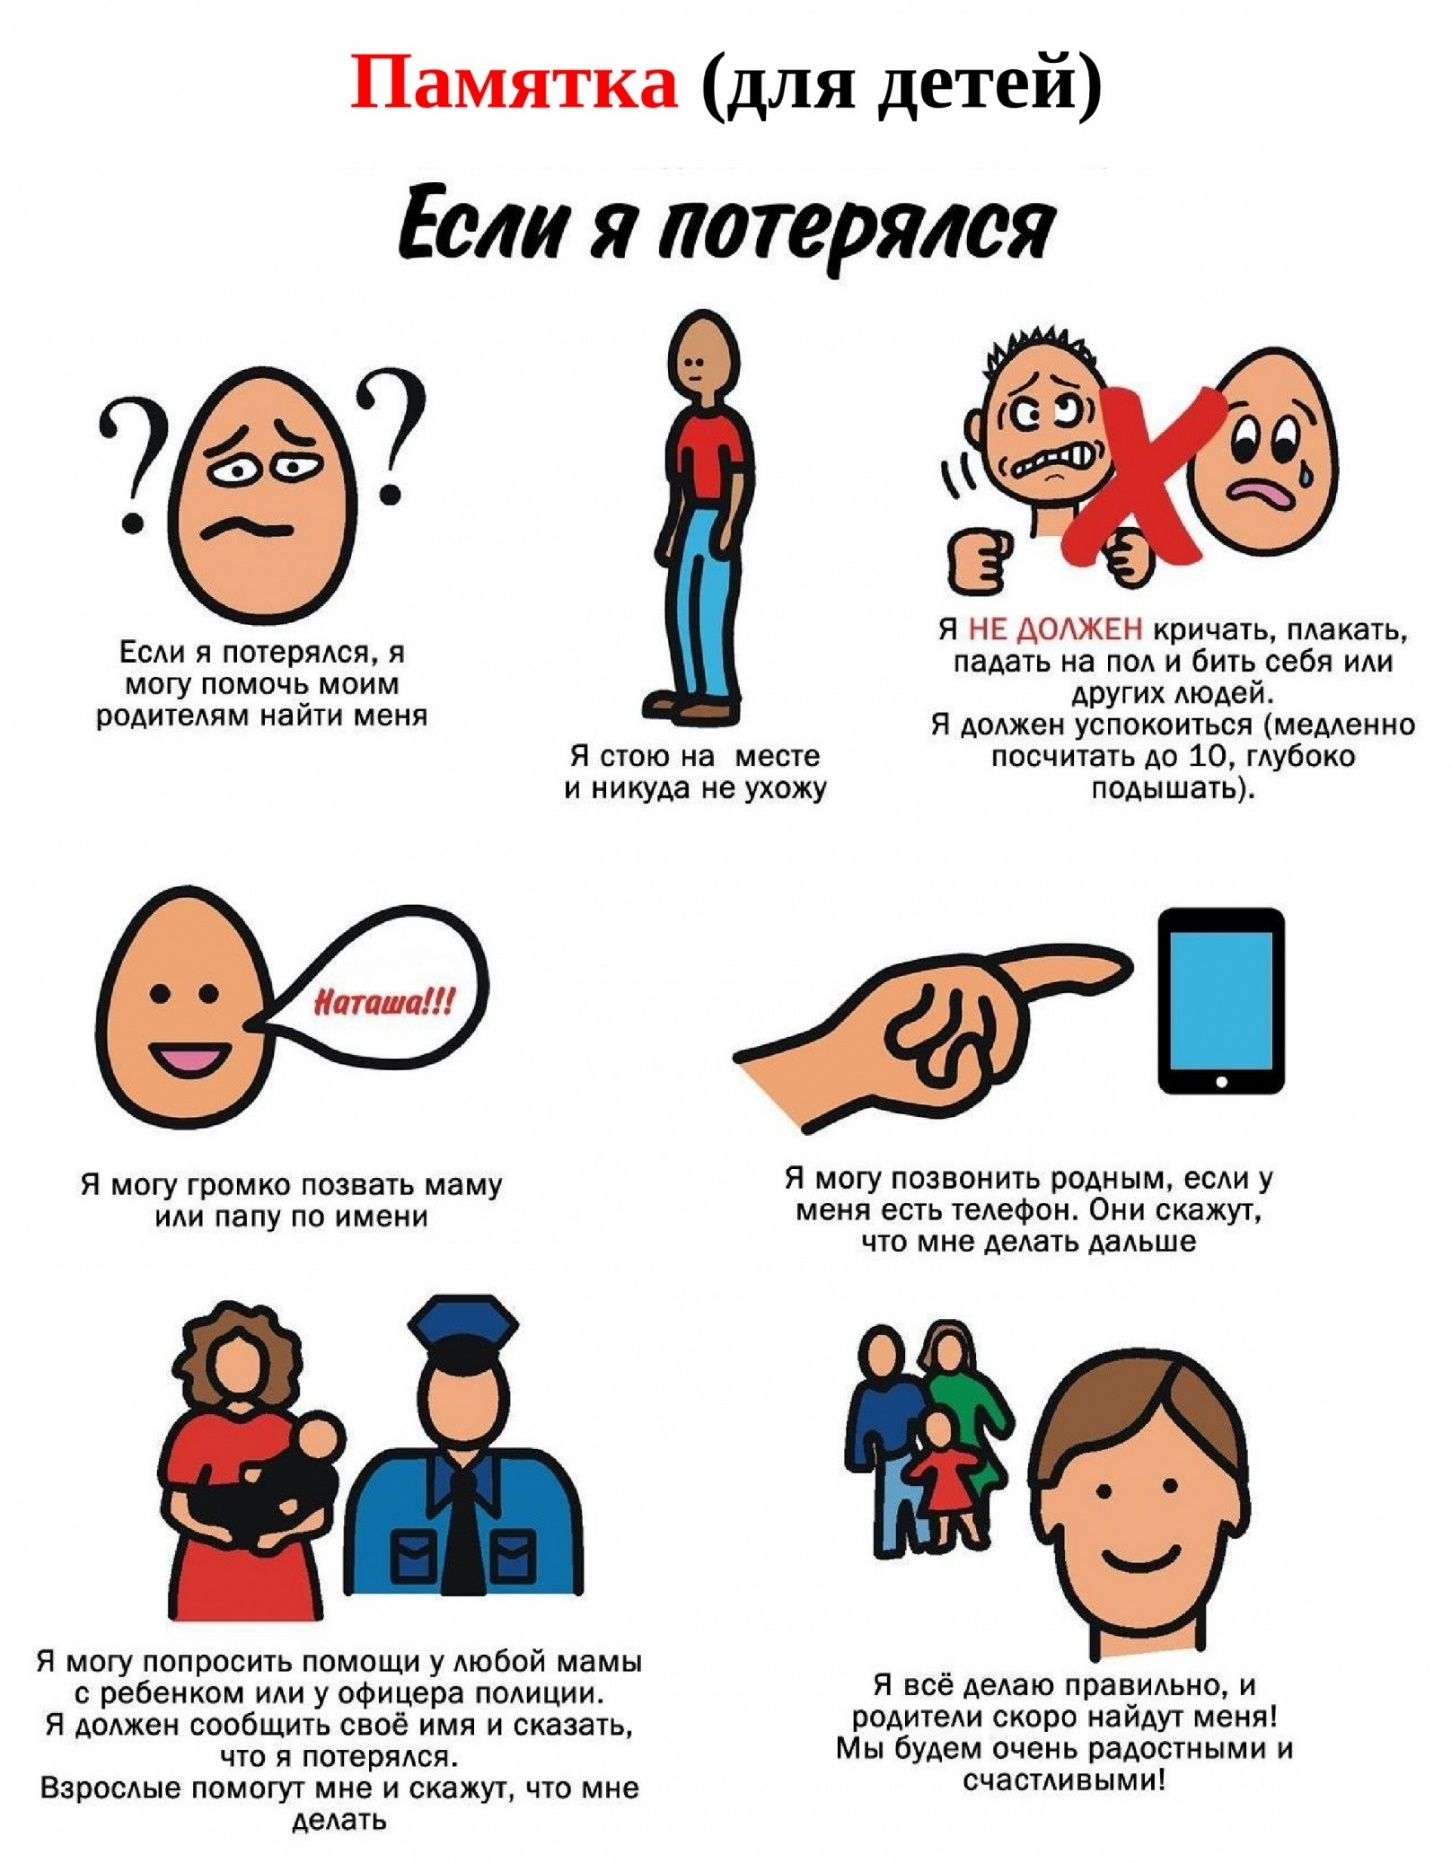 Памятка (для детей)
Если я потерялся
Если я потерялся, я
могу помочь моим
родителям найти меня
Я стою на месте
и никуда не ухожу
Я НЕ ДОЛЖЕН кричать, плакать,
падать на пол и бить себя или
других людей.
Я должен успокоиться (медленно
посчитать до 10, глубоко
подышать).
Наташа!!!
Я могу громко позвать маму
или папу по имени
Я могу позвонить родным, если у
меня есть телефон. Они скажут,
что мне делать дальше
Я могу попросить помощи у любой мамы
с ребенком или у офицера полиции.
Я должен сообщить своё имя и сказать,
что я потерялся.
Взрослые помогут мне и скажут, что мне
делать
Я всё делаю правильно, и
родители скоро найдут меня!
Мы будем очень радостными и
счастливыми!